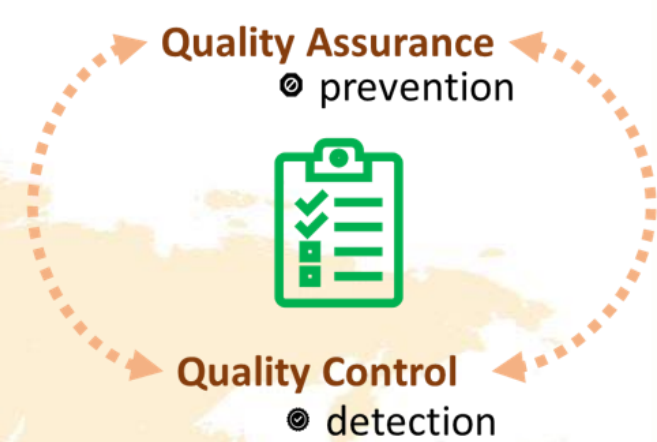 Quality Assurance
prevention
Quality Control
detection